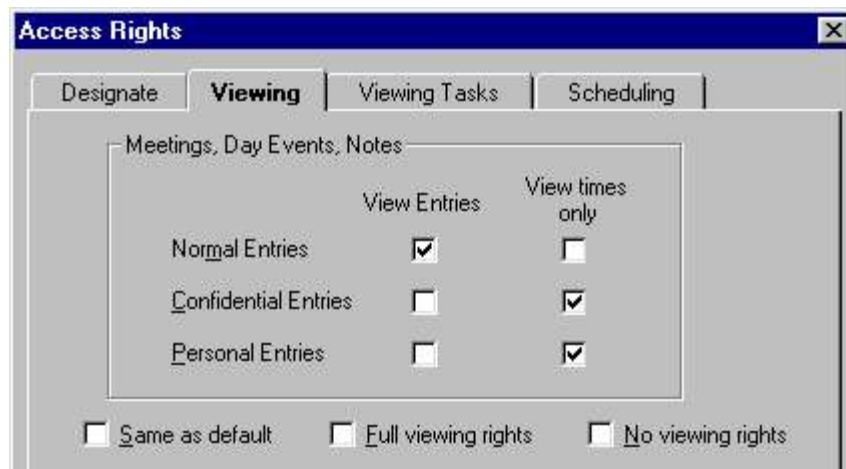 Access Rights
Designate Viewing Viewing Tasks Scheduling
Meetings, Day Events, Notes
View Entries View times only
Normal Entries
Confidential Entries
Personal Entries
Same as default Full viewing rights No viewing rights